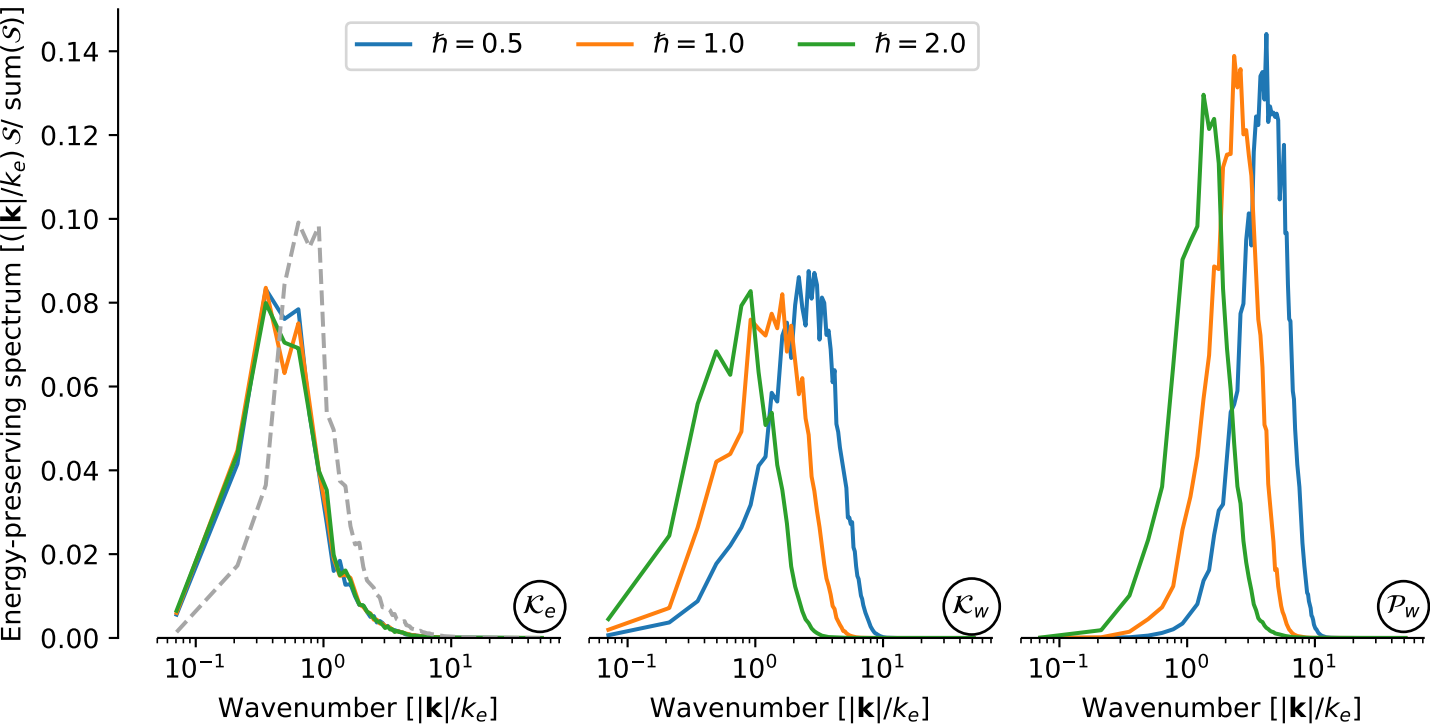 Energy-preserving spectrum [(|𝐤|/kₑ) 𝒮/ sum(𝒮)]
ℏ = 0.5 ℏ = 1.0 ℏ = 2.0
0.14
0.12
0.10
0.08
0.06
0.04
0.02
0.00
𝒦ₑ
𝒦w
𝒫w
10⁻¹ 10⁰ 10¹
10⁻¹ 10⁰ 10¹
10⁻¹ 10⁰ 10¹
Wavenumber [|𝐤|/kₑ]
Wavenumber [|𝐤|/kₑ]
Wavenumber [|𝐤|/kₑ]